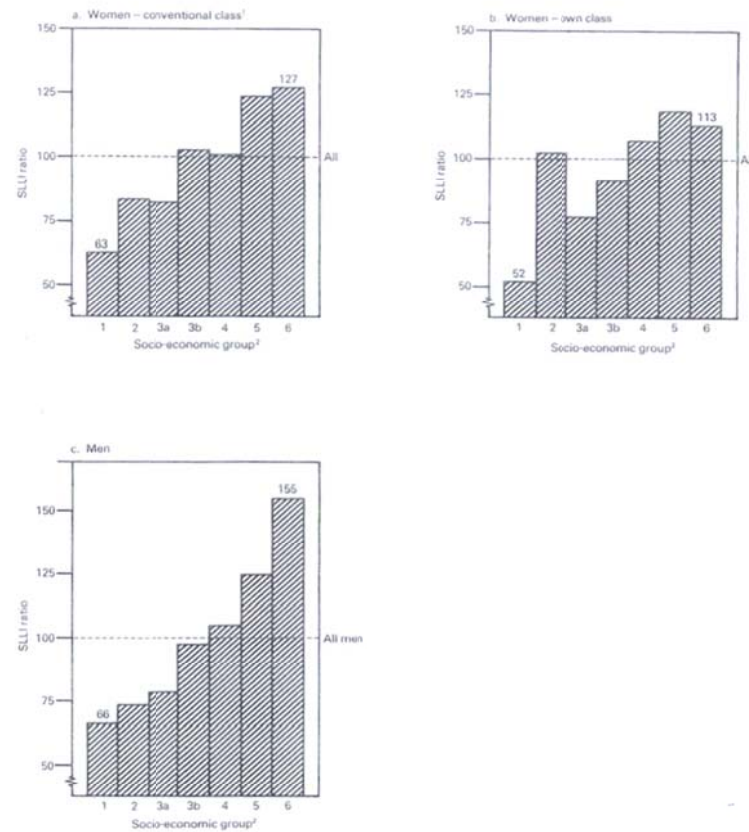 a. Women – conventional class¹
150
125
100
75
50
SLLI ratio
63
127
All
1 2 3a 3b 4 5 6
Socio-economic group²
b. Women – own class
150
125
100
75
50
SLLI ratio
52
113
A
1 2 3a 3b 4 5 6
Socio-economic group²
c. Men
150
125
100
75
50
SLLI ratio
66
155
All men
1 2 3a 3b 4 5 6
Socio-economic group²